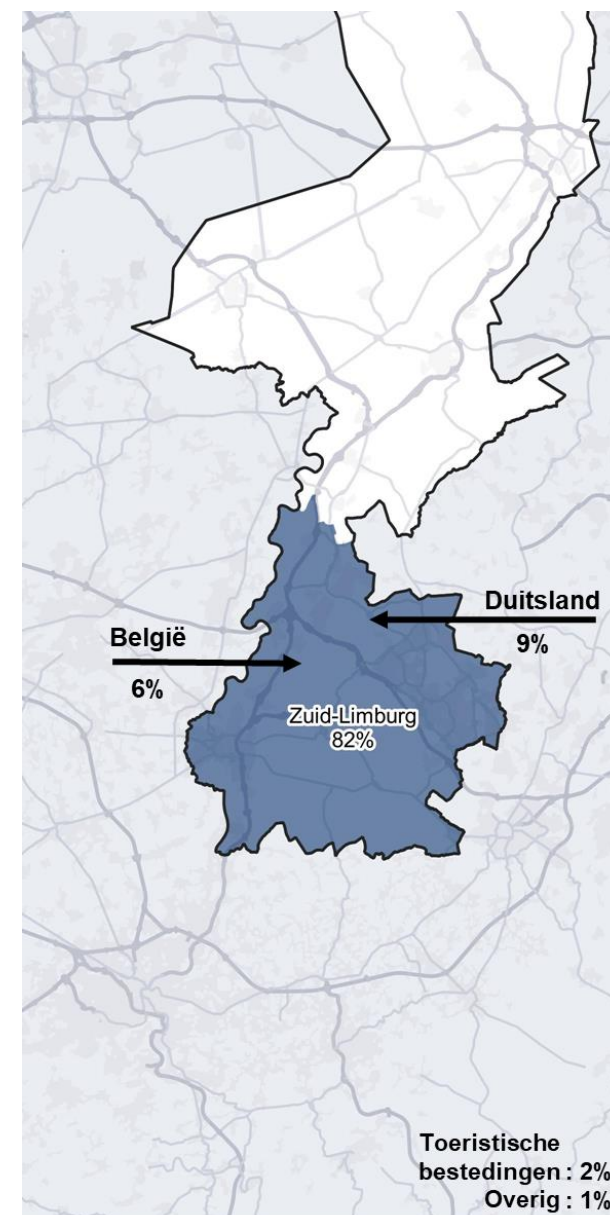 Duitsland
9%
België
6%
Zuid-Limburg
82%
Toeristische
bestedingen : 2%
Overig : 1%